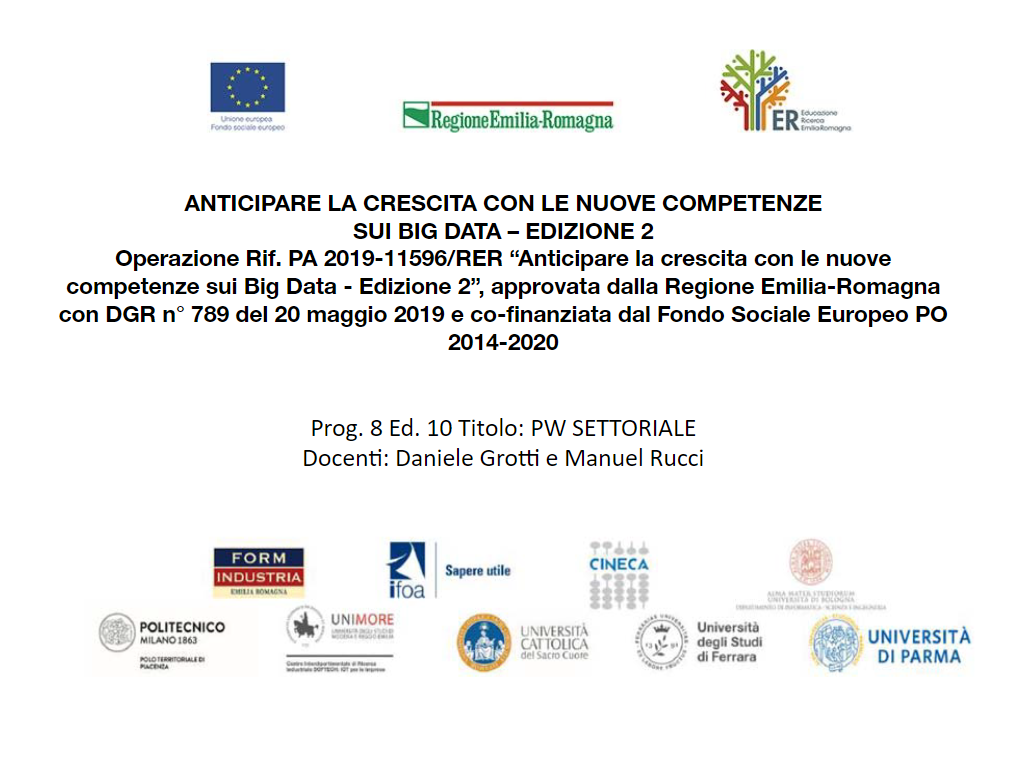 Unione europea
Fondo sociale europeo
RegioneEmilia-Romagna
ER Educazione
Ricerca
EmiliaRomagna
ANTICIPARE LA CRESCITA CON LE NUOVE COMPETENZE
SUI BIG DATA – EDIZIONE 2
Operazione Rif. PA 2019-11596/RER “Anticipare la crescita con le nuove
competenze sui Big Data - Edizione 2”, approvata dalla Regione Emilia-Romagna
con DGR n° 789 del 20 maggio 2019 e co-finanziata dal Fondo Sociale Europeo PO
2014-2020
Prog. 8 Ed. 10 Titolo: PW SETTORIALE
Docenti: Daniele Grotti e Manuel Rucci
FORM
INDUSTRIA
EMILIA ROMAGNA
ifoa
Sapere utile
CINECA
ALMA MATER STUDIORUM
UNIVERSITÀ DI BOLOGNA
POLITECNICO
MILANO 1863
POLO TERRITORIALE DI
PIACENZA
UNIMORE
UNIVERSITÀ DEGLI STUDI DI
MODENA E REGGIO EMILIA
UNIVERSITÀ
CATTOLICA
del Sacro Cuore
Università
degli Studi
di Ferrara
UNIVERSITÀ
DI PARMA